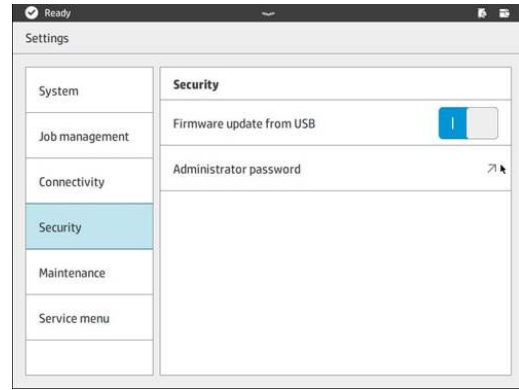 Ready
Settings
System
Job management
Connectivity
Security
Maintenance
Service menu
Security
Firmware update from USB
Administrator password